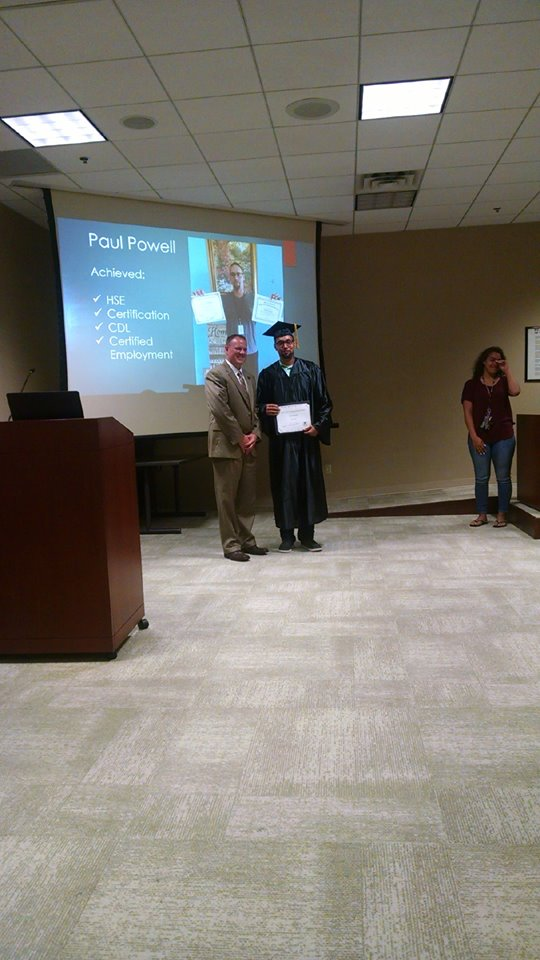 Paul Powell
Achieved:
✓ HSE
✓ Certification
✓ CDL
✓ Certified
Employment